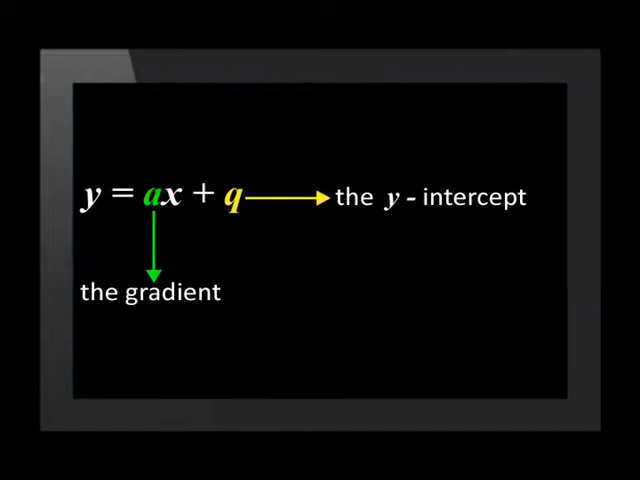 y = ax + q the y - intercept
the gradient